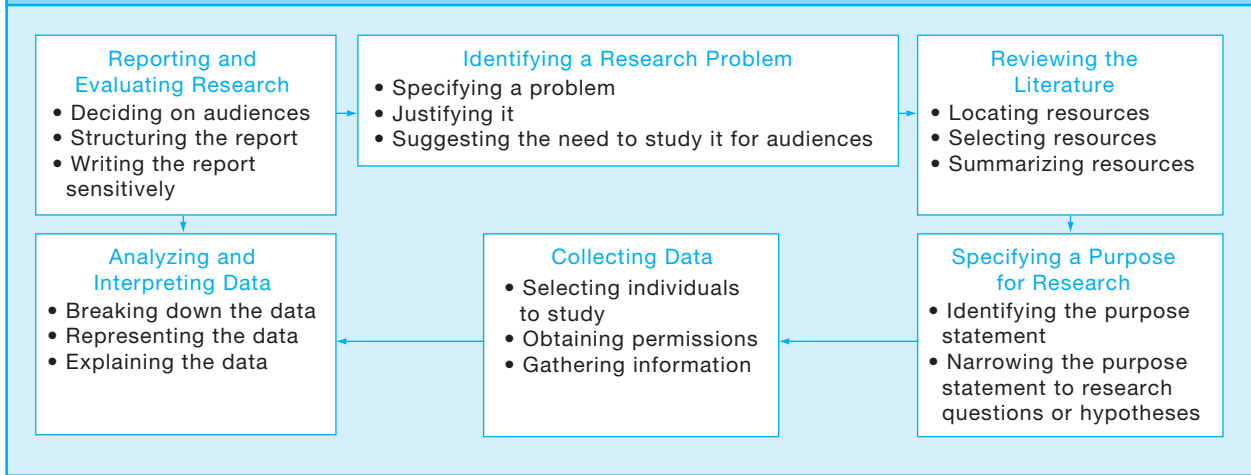 Reporting and
Evaluating Research
• Deciding on audiences
• Structuring the report
• Writing the report
sensitively
Identifying a Research Problem
• Specifying a problem
• Justifying it
• Suggesting the need to study it for audiences
Reviewing the
Literature
• Locating resources
• Selecting resources
• Summarizing resources
Analyzing and
Interpreting Data
• Breaking down the data
• Representing the data
• Explaining the data
Collecting Data
• Selecting individuals
to study
• Obtaining permissions
• Gathering information
Specifying a Purpose
for Research
• Identifying the purpose
statement
• Narrowing the purpose
statement to research
questions or hypotheses